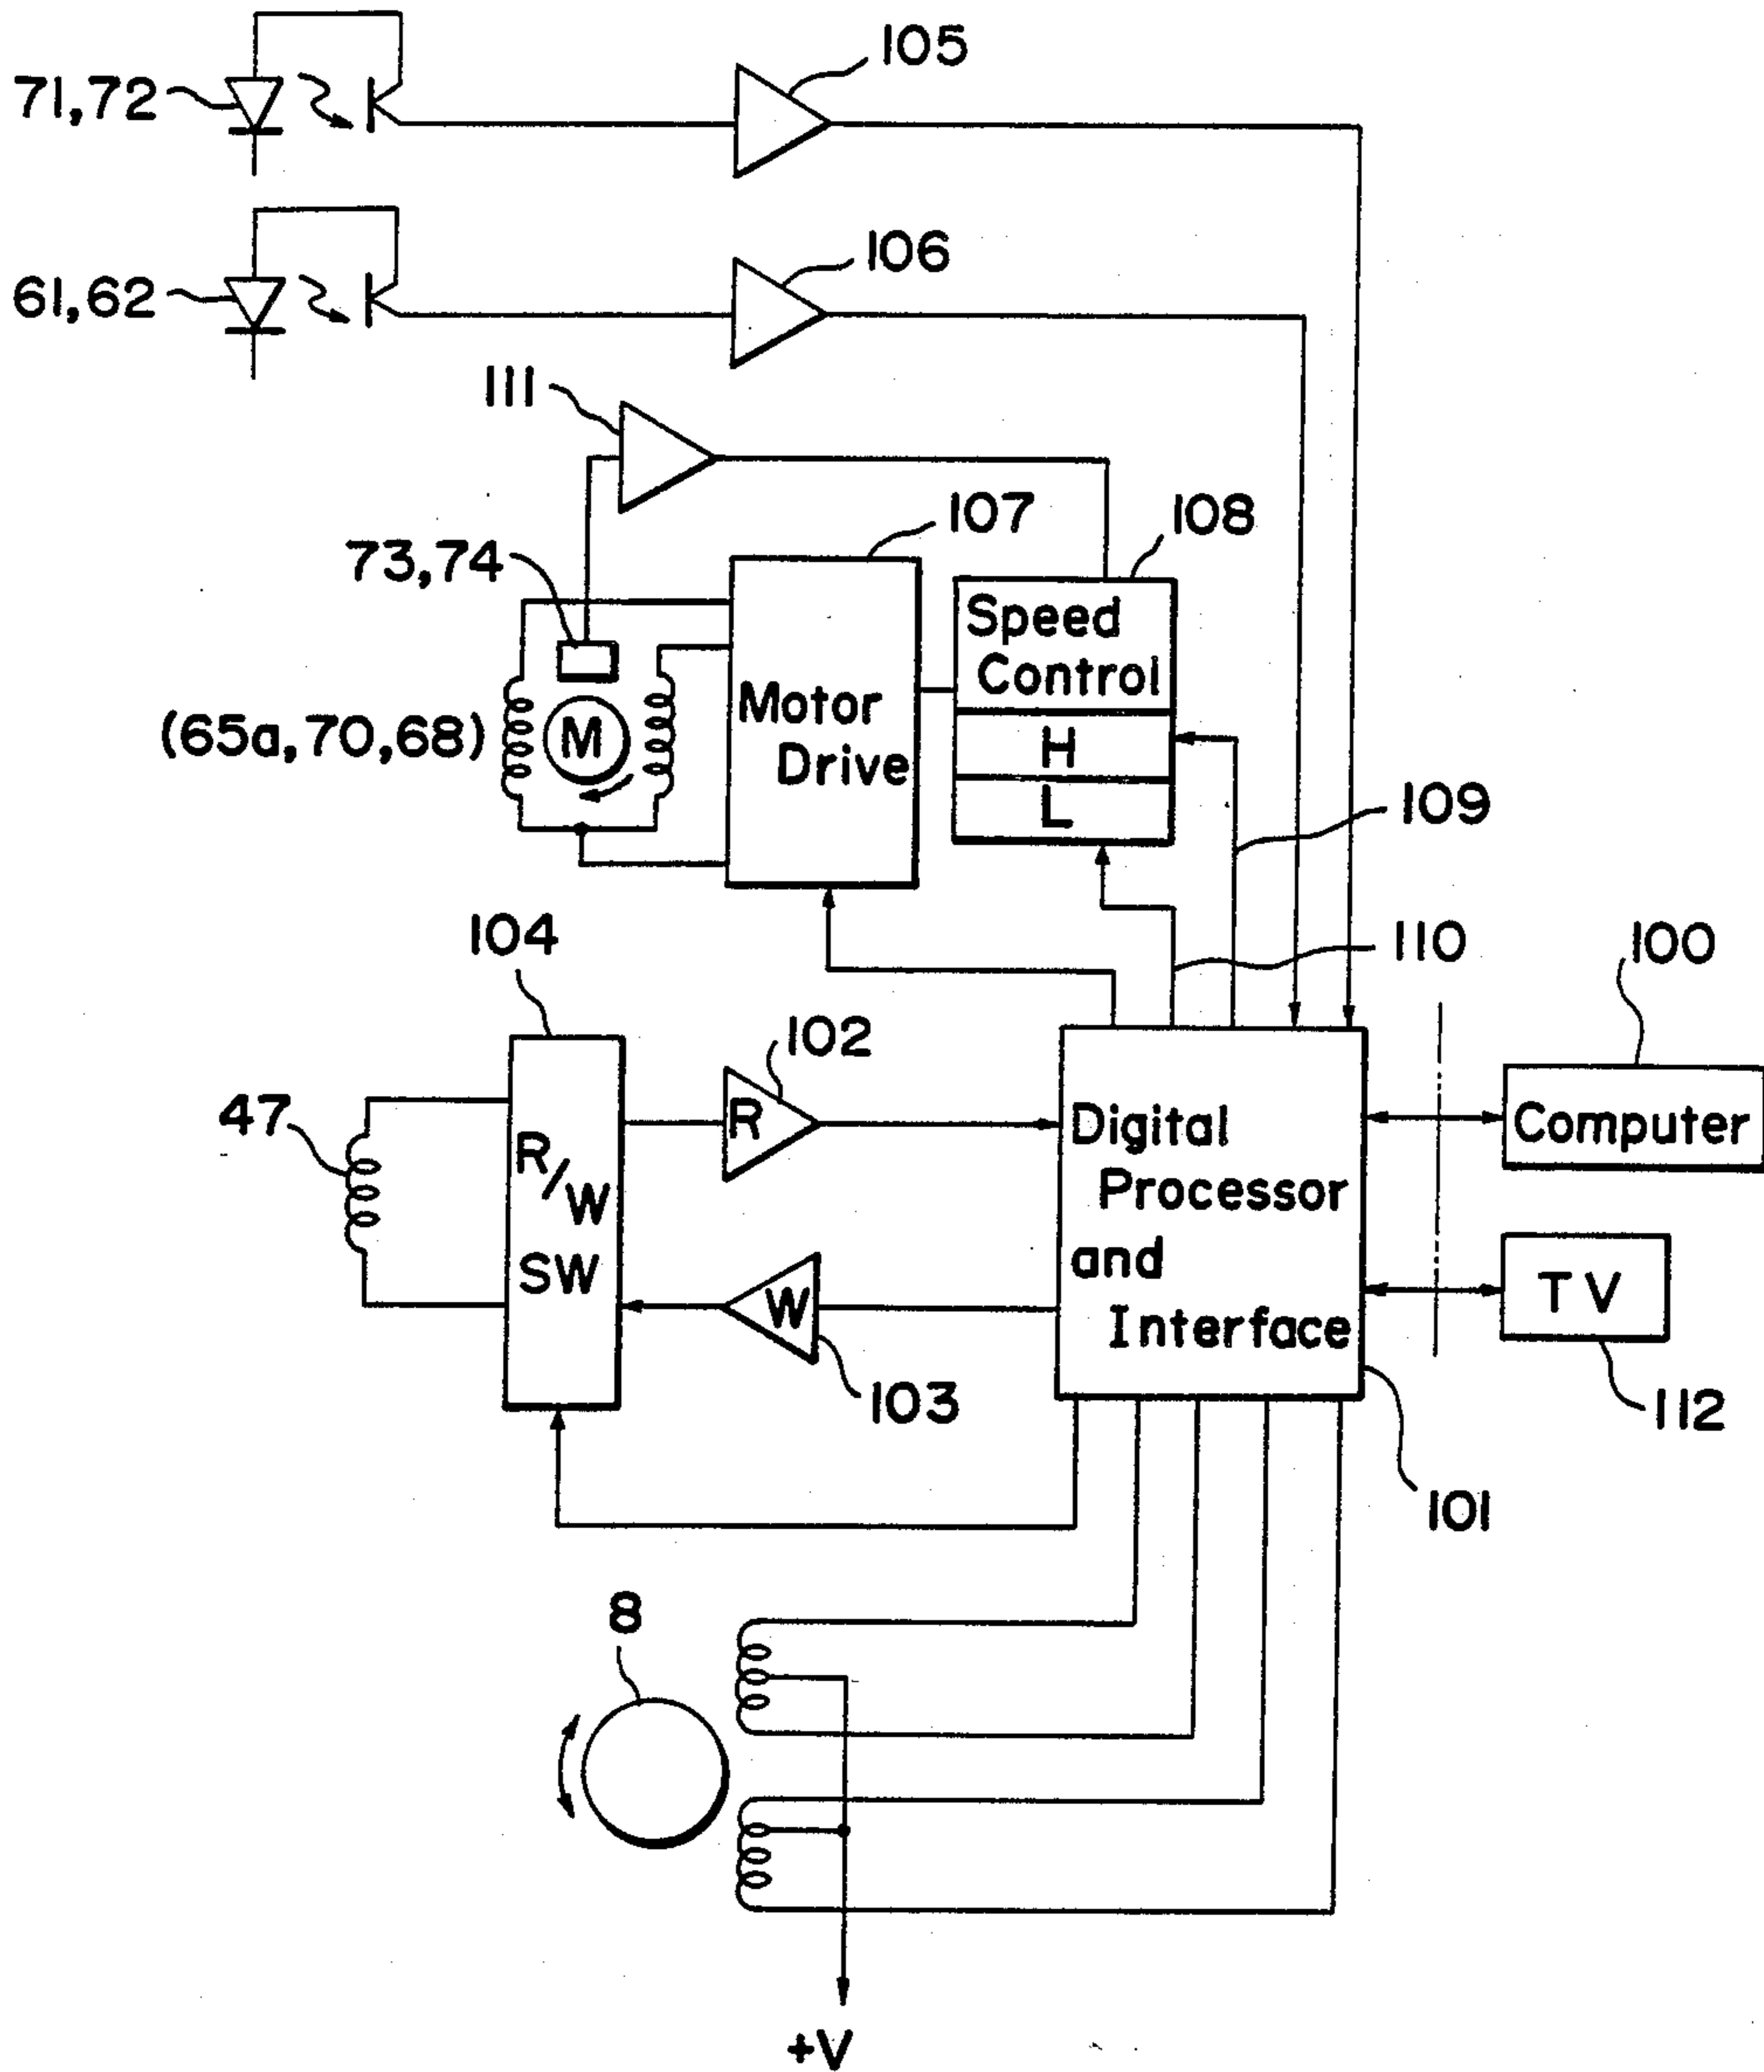 105
71,72
106
61,62
111
107
108
73,74
Speed
Control
(65a,70,68)
M
Motor
Drive
H
L
109
104
110
100
102
47
R
R/W
SW
Digital
Processor
and
Interface
Computer
W
TV
103
112
101
8
+V